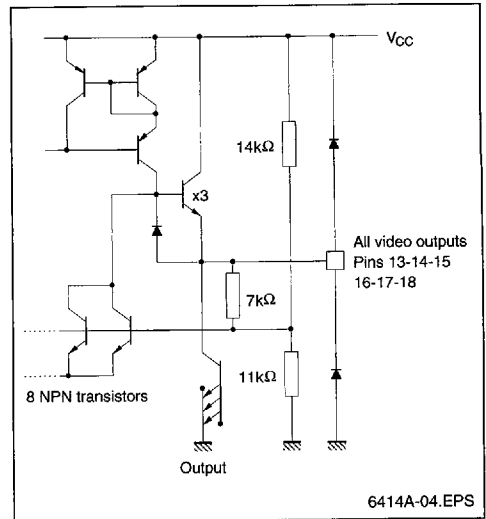 VCC
14kΩ
x3
All video outputs
Pins 13-14-15
16-17-18
7kΩ
11kΩ
8 NPN transistors
Output
6414A-04.EPS